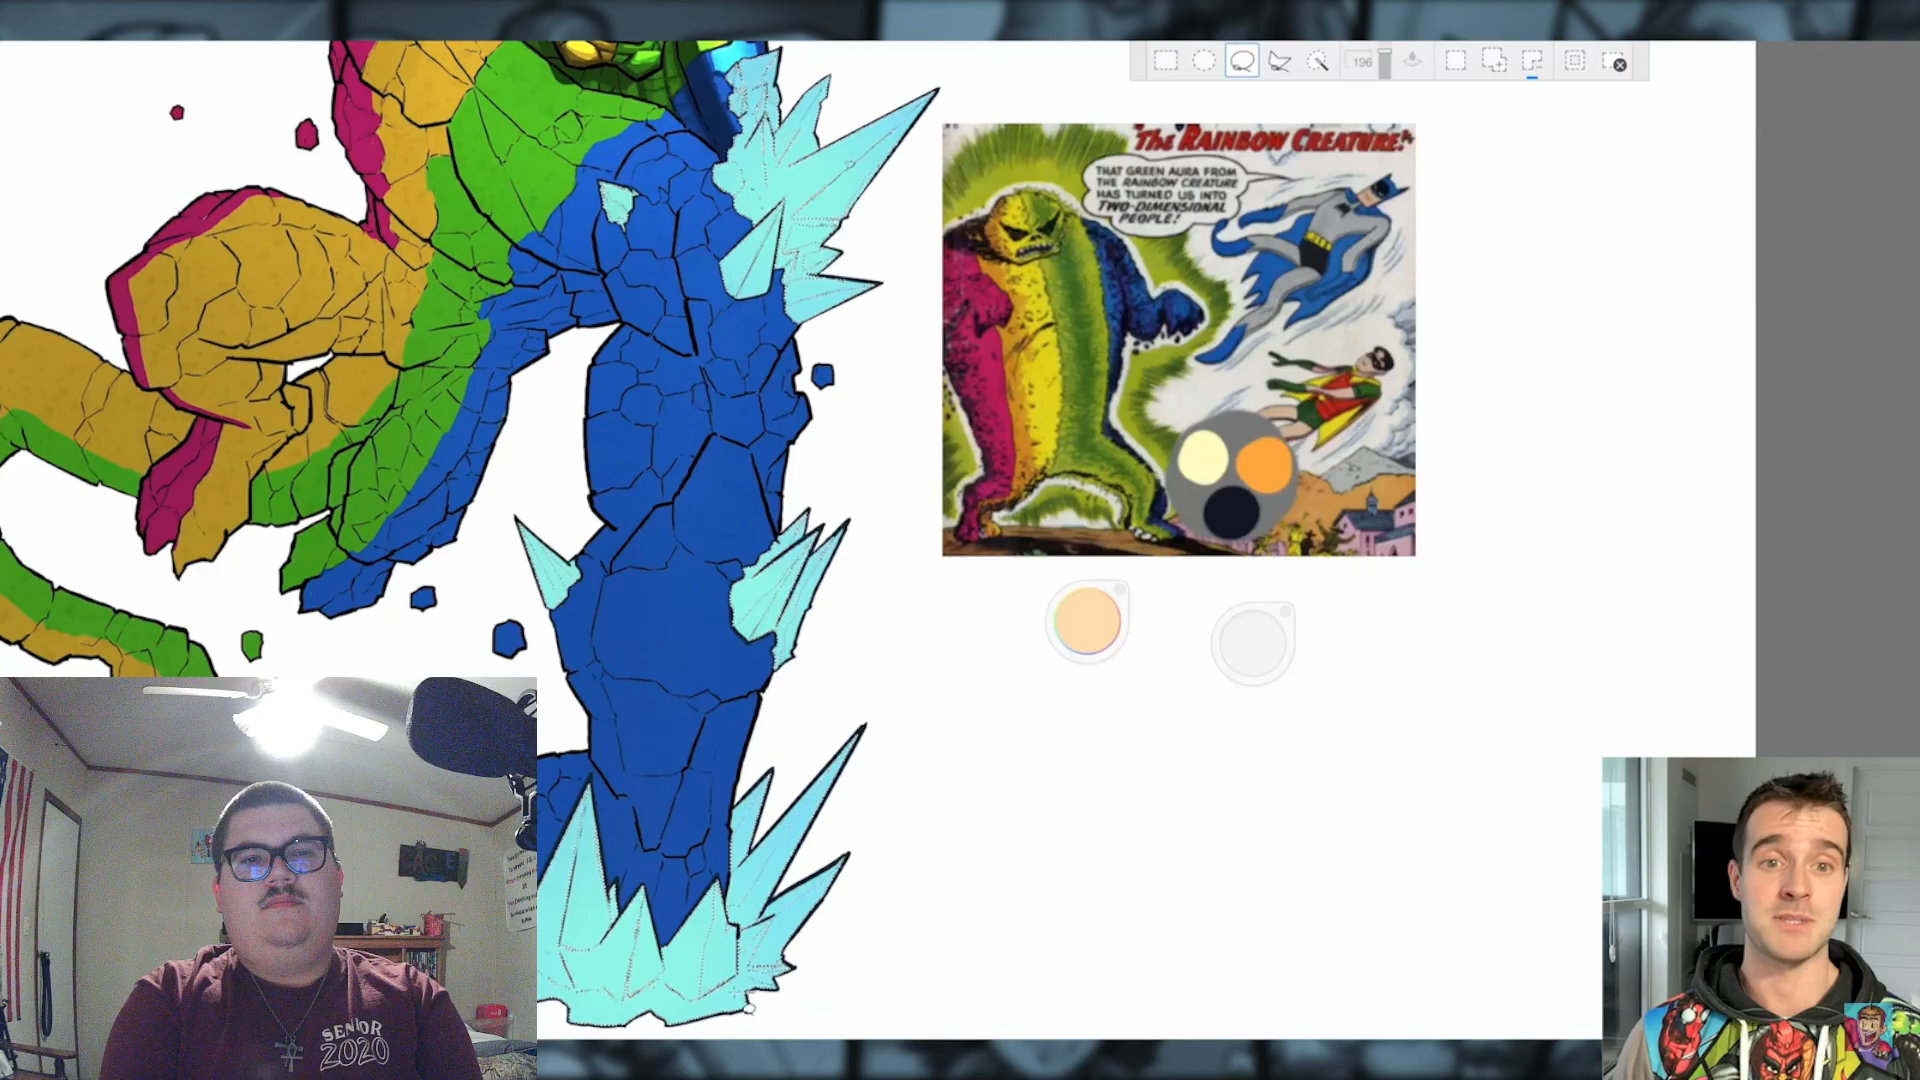 196
The RAINBOW CREATURE!
THAT GREEN AURA FROM
THE RAINBOW CREATURE
HAS TURNED US INTO
TWO-DIMENSIONAL
PEOPLE!
SENIOR
2020